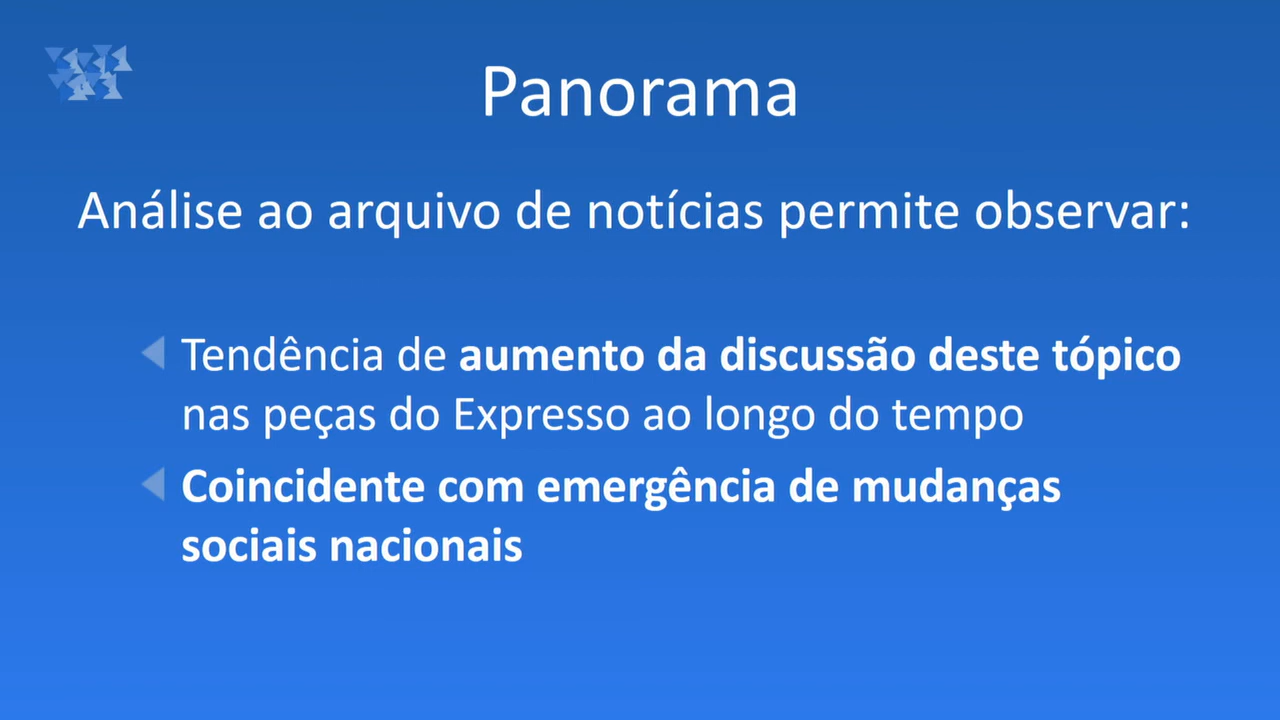 Panorama
Análise ao arquivo de notícias permite observar:
Tendência de aumento da discussão deste tópico
nas peças do Expresso ao longo do tempo
Coincidente com emergência de mudanças
sociais nacionais